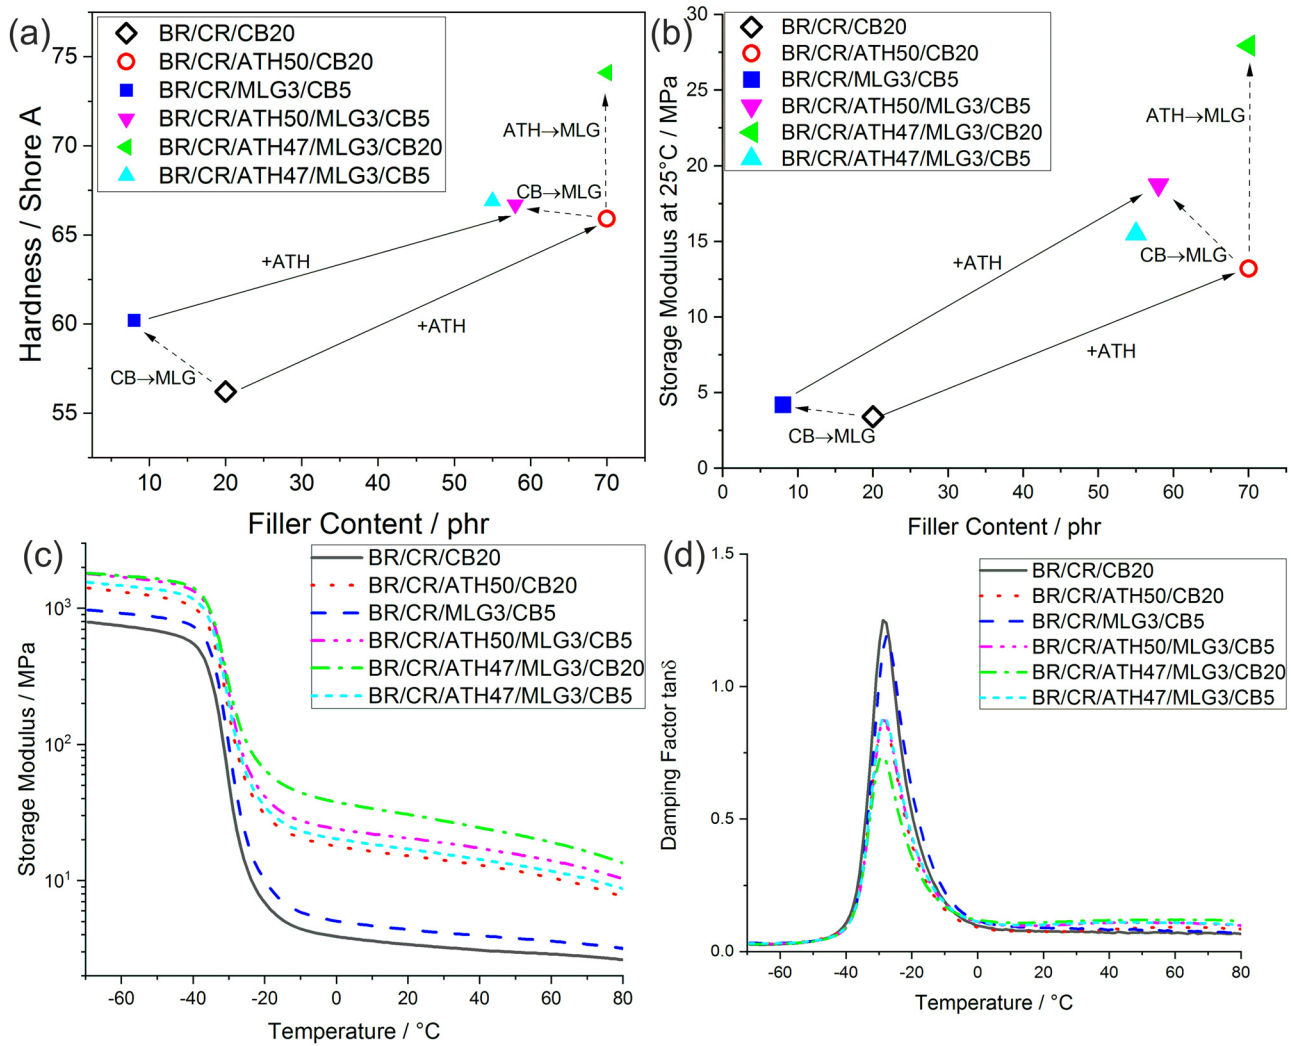 (a)
BR/CR/CB20
BR/CR/ATH50/CB20
BR/CR/MLG3/CB5
BR/CR/ATH50/MLG3/CB5
BR/CR/ATH47/MLG3/CB20
BR/CR/ATH47/MLG3/CB5
ATH→MLG
CB→MLG
+ATH
+ATH
CB→MLG
75
70
65
60
55
Hardness / Shore A
10 20 30 40 50 60 70
Filler Content / phr
(b)
BR/CR/CB20
BR/CR/ATH50/CB20
BR/CR/MLG3/CB5
BR/CR/ATH50/MLG3/CB5
BR/CR/ATH47/MLG3/CB20
BR/CR/ATH47/MLG3/CB5
ATH→MLG
CB→MLG
+ATH
+ATH
CB→MLG
30
25
20
15
10
5
0
Storage Modulus at 25°C / MPa
0 10 20 30 40 50 60 70
Filler Content / phr
(c)
BR/CR/CB20
BR/CR/ATH50/CB20
BR/CR/MLG3/CB5
BR/CR/ATH50/MLG3/CB5
BR/CR/ATH47/MLG3/CB20
BR/CR/ATH47/MLG3/CB5
10³
10²
10¹
Storage Modulus / MPa
-60 -40 -20 0 20 40 60 80
Temperature / °C
(d)
BR/CR/CB20
BR/CR/ATH50/CB20
BR/CR/MLG3/CB5
BR/CR/ATH50/MLG3/CB5
BR/CR/ATH47/MLG3/CB20
BR/CR/ATH47/MLG3/CB5
1.5
1.0
0.5
0.0
Damping Factor tanδ
-60 -40 -20 0 20 40 60 80
Temperature / °C